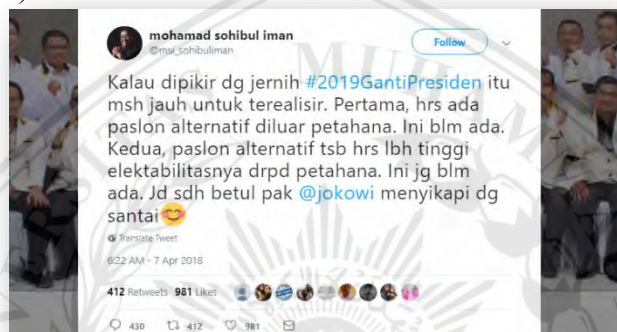 mohamad sohibul iman
@msi_sohibuliman
Follow
Kalau dipikir dg jernih #2019GantiPresiden itu
msh jauh untuk terealisir. Pertama, hrs ada
paslon alternatif diluar petahana. Ini blm ada.
Kedua, paslon alternatif tsb hrs lbh tinggi
elektabilitasnya drpd petahana. Ini jg blm
ada. Jd sdh betul pak @jokowi menyikapi dg
santai😊
Translate Tweet
6:22 AM - 7 Apr 2018
412 Retweets 981 Likes
430 412 981